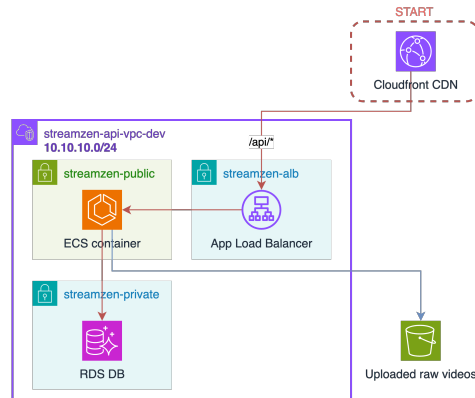 START
Cloudfront CDN
streamzen-api-vpc-dev
10.10.10.0/24
/api/*
streamzen-public
streamzen-alb
ECS container
App Load Balancer
streamzen-private
RDS DB
Uploaded raw videos